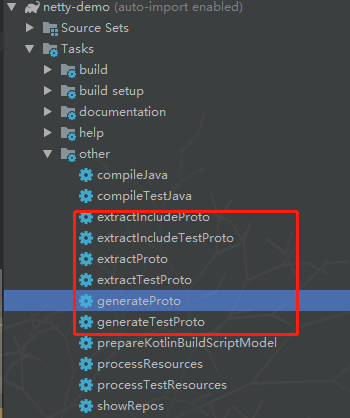 netty-demo (auto-import enabled)
Source Sets
Tasks
build
build setup
documentation
help
other
compileJava
compileTestJava
extractIncludeProto
extractIncludeTestProto
extractProto
extractTestProto
generateProto
generateTestProto
prepareKotlinBuildScriptModel
processResources
processTestResources
showRepos